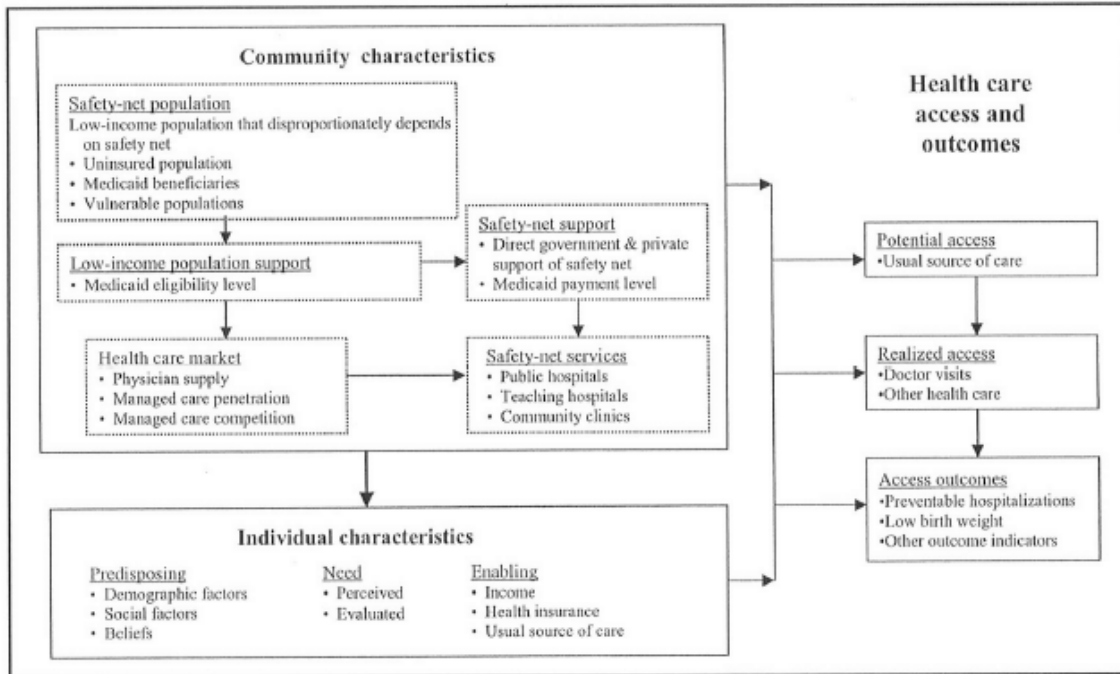 Community characteristics
Safety-net population
Low-income population that disproportionately depends
on safety net
• Uninsured population
• Medicaid beneficiaries
• Vulnerable populations
Low-income population support
• Medicaid eligibility level
Safety-net support
• Direct government & private
support of safety net
• Medicaid payment level
Health care market
• Physician supply
• Managed care penetration
• Managed care competition
Safety-net services
• Public hospitals
• Teaching hospitals
• Community clinics
Individual characteristics
Predisposing
• Demographic factors
• Social factors
• Beliefs
Need
• Perceived
• Evaluated
Enabling
• Income
• Health insurance
• Usual source of care
Health care
access and
outcomes
Potential access
•Usual source of care
Realized access
•Doctor visits
•Other health care
Access outcomes
•Preventable hospitalizations
•Low birth weight
•Other outcome indicators